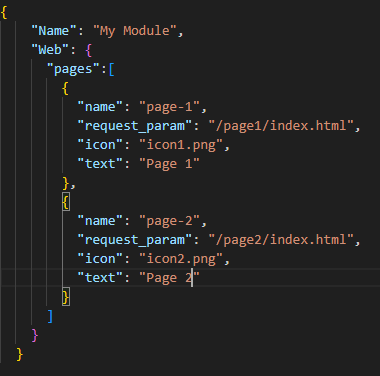 {
"Name": "My Module",
"Web": {
"pages":[
{
"name": "page-1",
"request_param": "/page1/index.html",
"icon": "icon1.png",
"text": "Page 1"
},
{
"name": "page-2",
"request_param": "/page2/index.html",
"icon": "icon2.png",
"text": "Page 2"
}
]
}
}